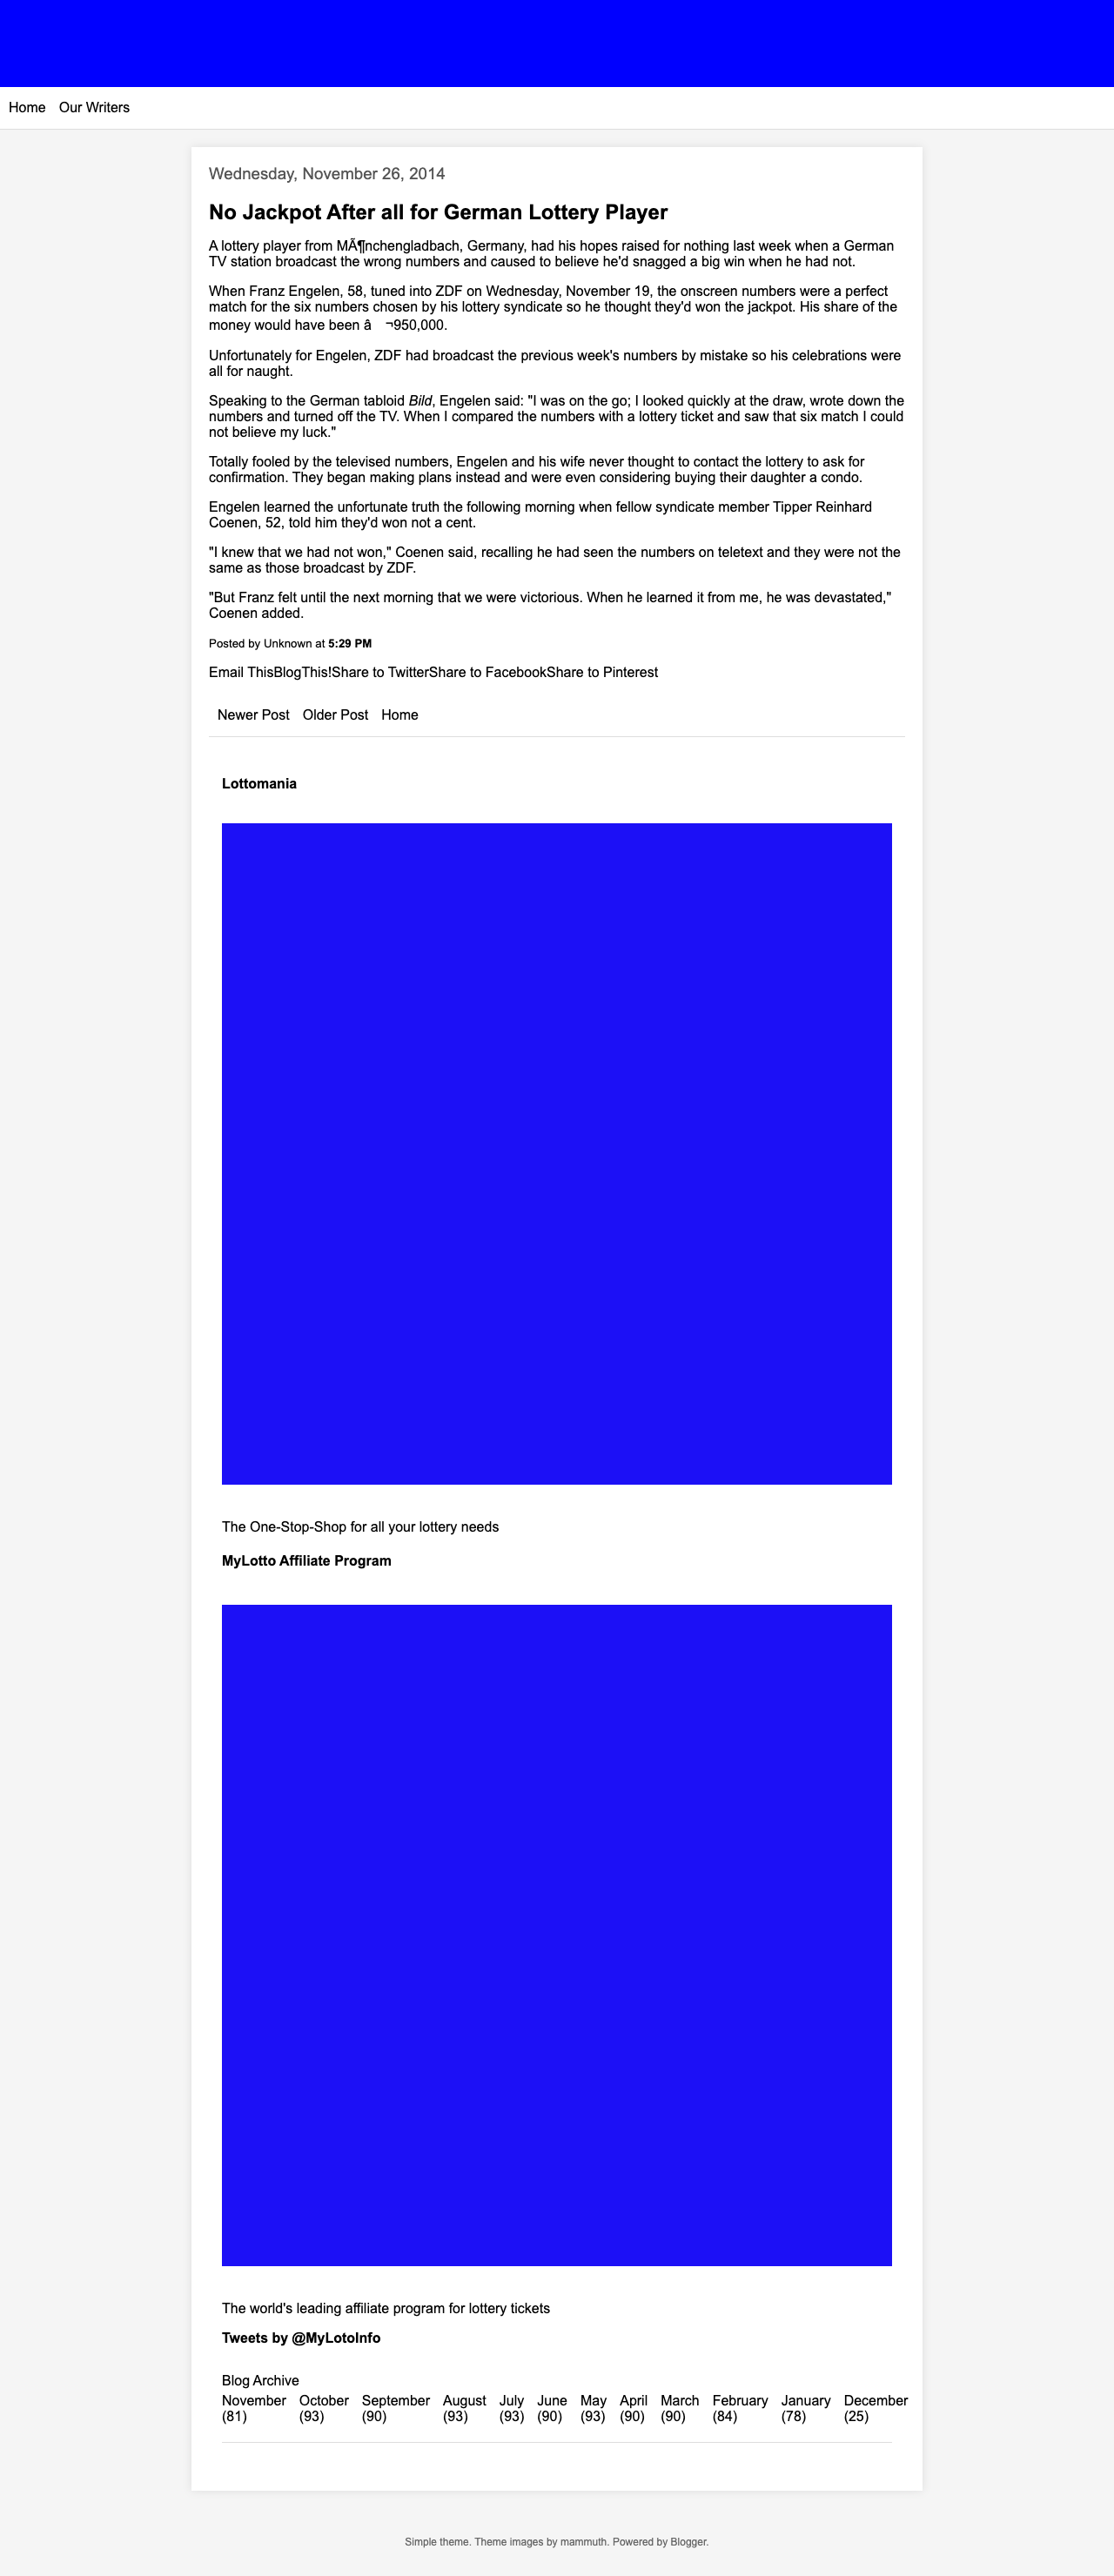 Home Our Writers
Wednesday, November 26, 2014
No Jackpot After all for German Lottery Player
A lottery player from MÃ¶nchengladbach, Germany, had his hopes raised for nothing last week when a German
TV station broadcast the wrong numbers and caused to believe he'd snagged a big win when he had not.
When Franz Engelen, 58, tuned into ZDF on Wednesday, November 19, the onscreen numbers were a perfect
match for the six numbers chosen by his lottery syndicate so he thought they'd won the jackpot. His share of the
money would have been â ¬950,000.
Unfortunately for Engelen, ZDF had broadcast the previous week's numbers by mistake so his celebrations were
all for naught.
Speaking to the German tabloid Bild, Engelen said: "I was on the go; I looked quickly at the draw, wrote down the
numbers and turned off the TV. When I compared the numbers with a lottery ticket and saw that six match I could
not believe my luck."
Totally fooled by the televised numbers, Engelen and his wife never thought to contact the lottery to ask for
confirmation. They began making plans instead and were even considering buying their daughter a condo.
Engelen learned the unfortunate truth the following morning when fellow syndicate member Tipper Reinhard
Coenen, 52, told him they'd won not a cent.
"I knew that we had not won," Coenen said, recalling he had seen the numbers on teletext and they were not the
same as those broadcast by ZDF.
"But Franz felt until the next morning that we were victorious. When he learned it from me, he was devastated,"
Coenen added.
Posted by Unknown at 5:29 PM
Email ThisBlogThis!Share to TwitterShare to FacebookShare to Pinterest
Newer Post Older Post Home
Lottomania
The One-Stop-Shop for all your lottery needs
MyLotto Affiliate Program
The world's leading affiliate program for lottery tickets
Tweets by @MyLotoInfo
Blog Archive
November October September August July June May April March February January December
(81) (93) (90) (93) (93) (90) (93) (90) (90) (84) (78) (25)
Simple theme. Theme images by mammuth. Powered by Blogger.